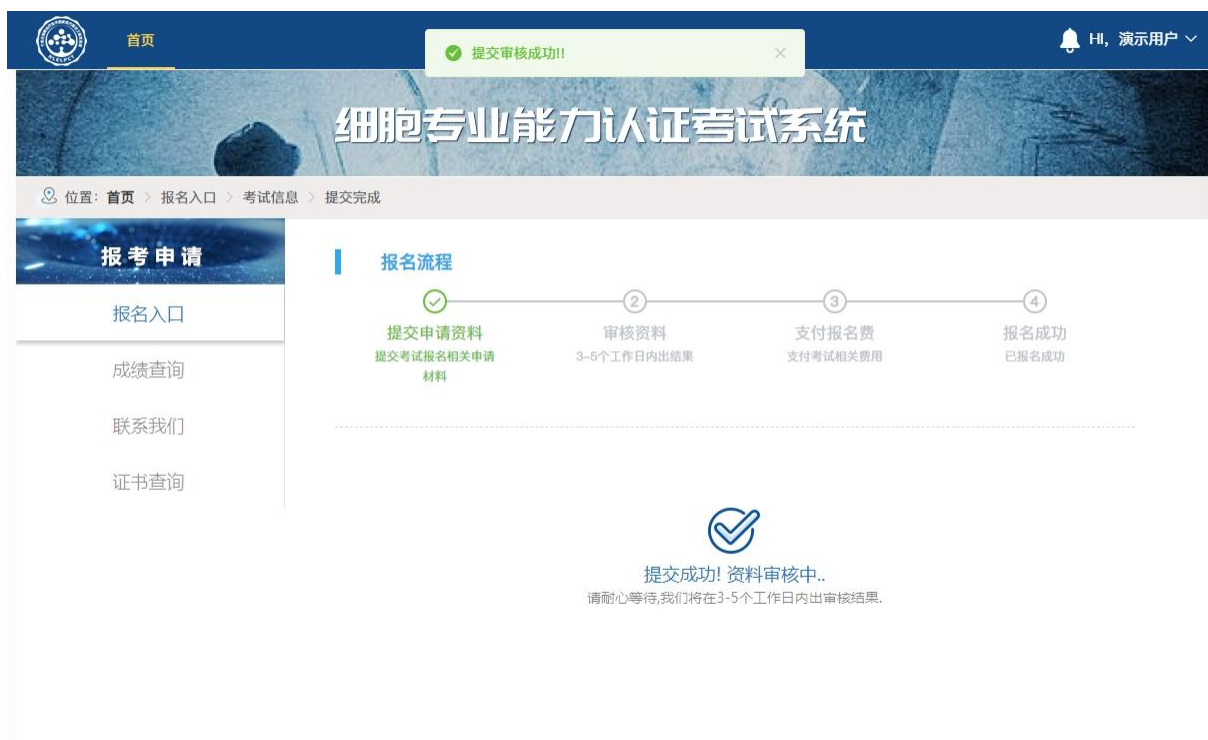 首页
提交审核成功!!
HI, 演示用户
细胞专业能力认证考试系统
位置: 首页 > 报名入口 > 考试信息 > 提交完成
报考申请
报名入口
成绩查询
联系我们
证书查询
报名流程
2
3
4
提交申请资料
审核资料
支付报名费
报名成功
提交考试报名相关申请
材料
3-5个工作日内出结果
支付考试相关费用
已报名成功
提交成功! 资料审核中..
请耐心等待,我们将在3-5个工作日内出审核结果.